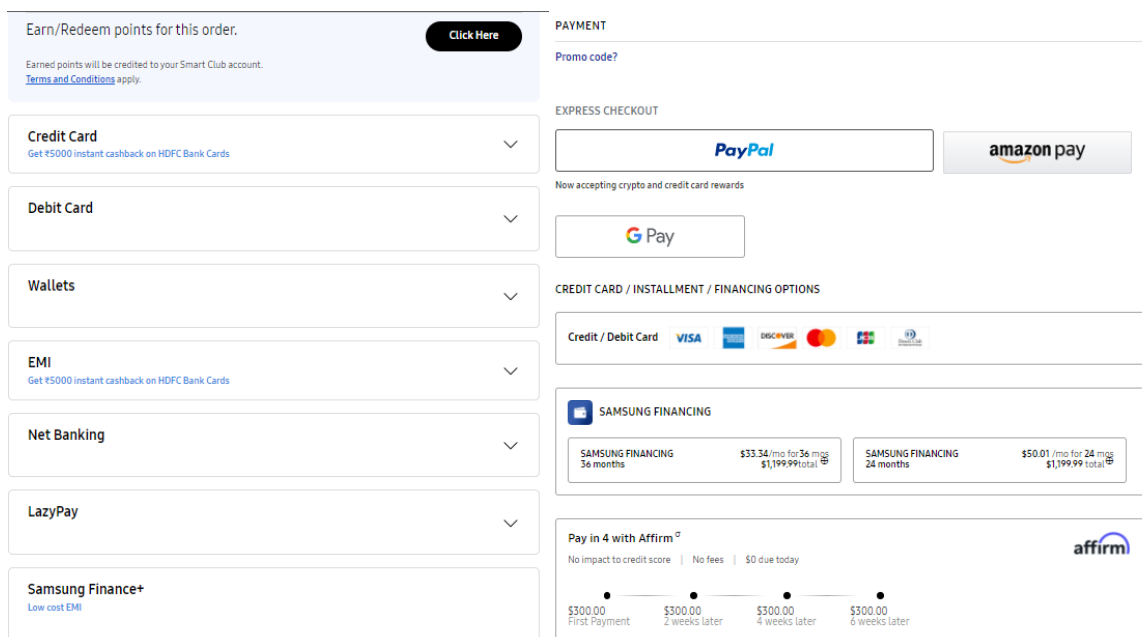 Earn/Redeem points for this order.
Click Here
Earned points will be credited to your Smart Club account.
Terms and Conditions apply.
Credit Card
Get ₹5000 instant cashback on HDFC Bank Cards
Debit Card
Wallets
EMI
Get ₹5000 instant cashback on HDFC Bank Cards
Net Banking
LazyPay
Samsung Finance+
Low cost EMI
PAYMENT
Promo code?
EXPRESS CHECKOUT
PayPal
amazon pay
Now accepting crypto and credit card rewards
G Pay
CREDIT CARD / INSTALLMENT / FINANCING OPTIONS
Credit / Debit Card VISA DISCOVER JCB
SAMSUNG FINANCING
SAMSUNG FINANCING $33.34/mo for36 mos
36 months $1,199.99total
SAMSUNG FINANCING $50.01 /mo for 24 mos
24 months $1,199.99 total
Pay in 4 with Affirm σ
affirm
No impact to credit score | No fees | $0 due today
$300.00 $300.00 $300.00 $300.00
First Payment 2 weeks later 4 weeks later 6 weeks later